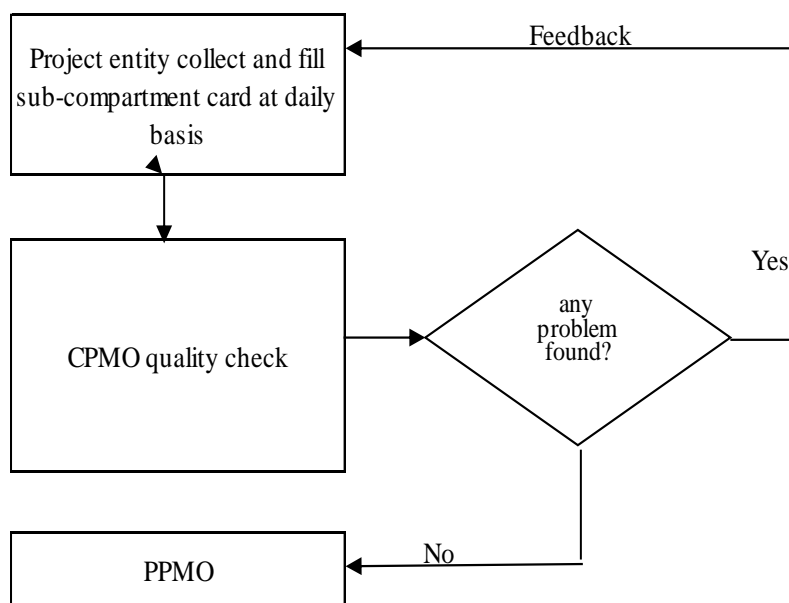 Feedback
Project entity collect and fill
sub-compartment card at daily
basis
Yes
any
problem
found?
CPMO quality check
No
PPMO